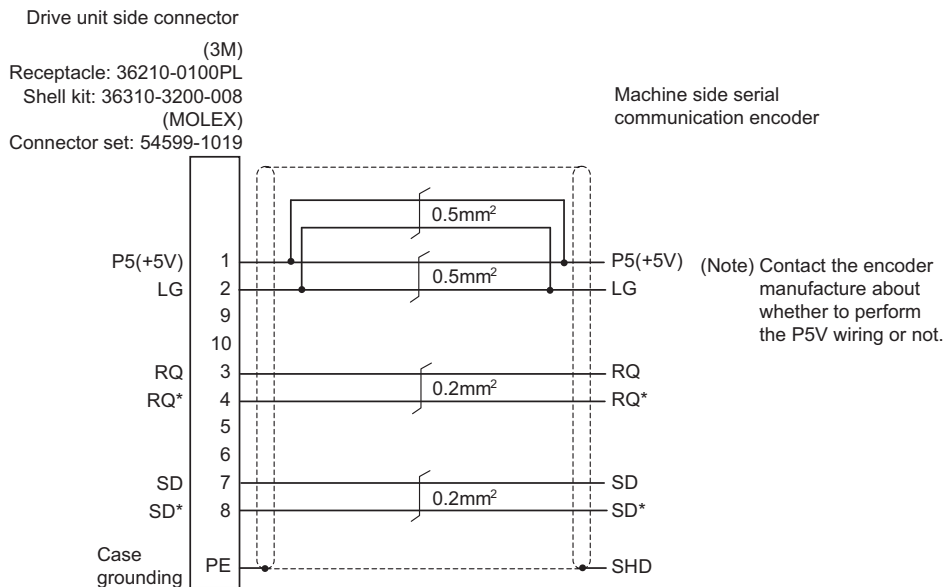 Drive unit side connector
(3M)
Receptacle: 36210-0100PL
Shell kit: 36310-3200-008
(MOLEX)
Connector set: 54599-1019
Machine side serial
communication encoder
0.5mm²
P5(+5V) 1 0.5mm² P5(+5V)
LG 2 LG
(Note) Contact the encoder
manufacture about
whether to perform
the P5V wiring or not.
9
10
RQ 3 RQ
0.2mm²
RQ* 4 RQ*
5
6
SD 7 SD
0.2mm²
SD* 8 SD*
Case
grounding
PE SHD